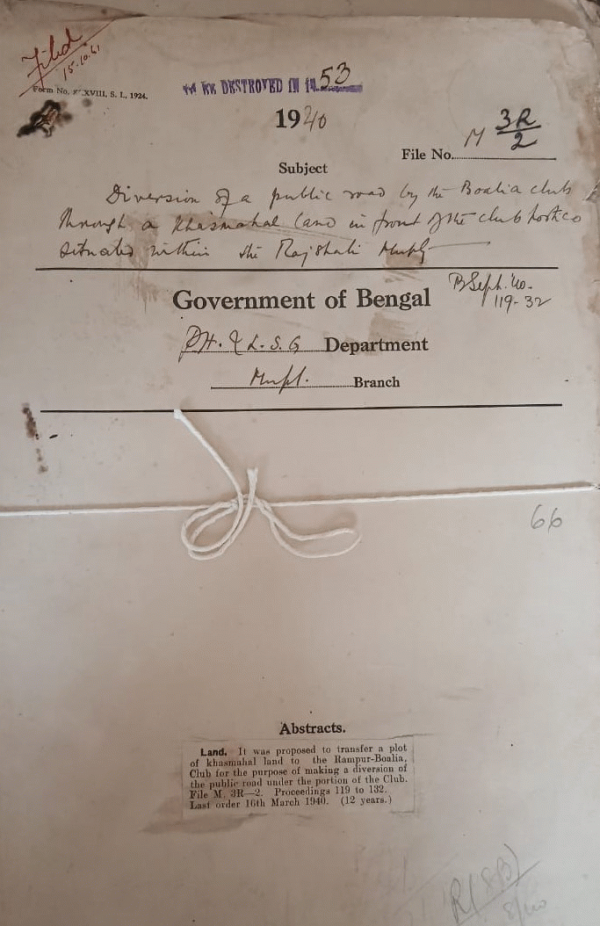 Filed
15.10.61
Form No. XVIII, S. I., 1924.
TO BE DESTROYED IN 1953
1940
File No. M 3R/2
Subject
Diversion of a public road by the Boalia club
through a khasmahal land in front of the club
situated within the Rajshahi Munpl
Government of Bengal
B Sept. '40.
119-32
P.H. & L.S.G Department
Munpl. Branch
66
Abstracts.
Land. It was proposed to transfer a plot
of khasmahal land to the Rampur-Boalia,
Club for the purpose of making a diversion of
the public road under the portion of the Club.
File M. 3R—2. Proceedings 119 to 132.
Last order 16th March 1940. (12 years.)
R(SB)